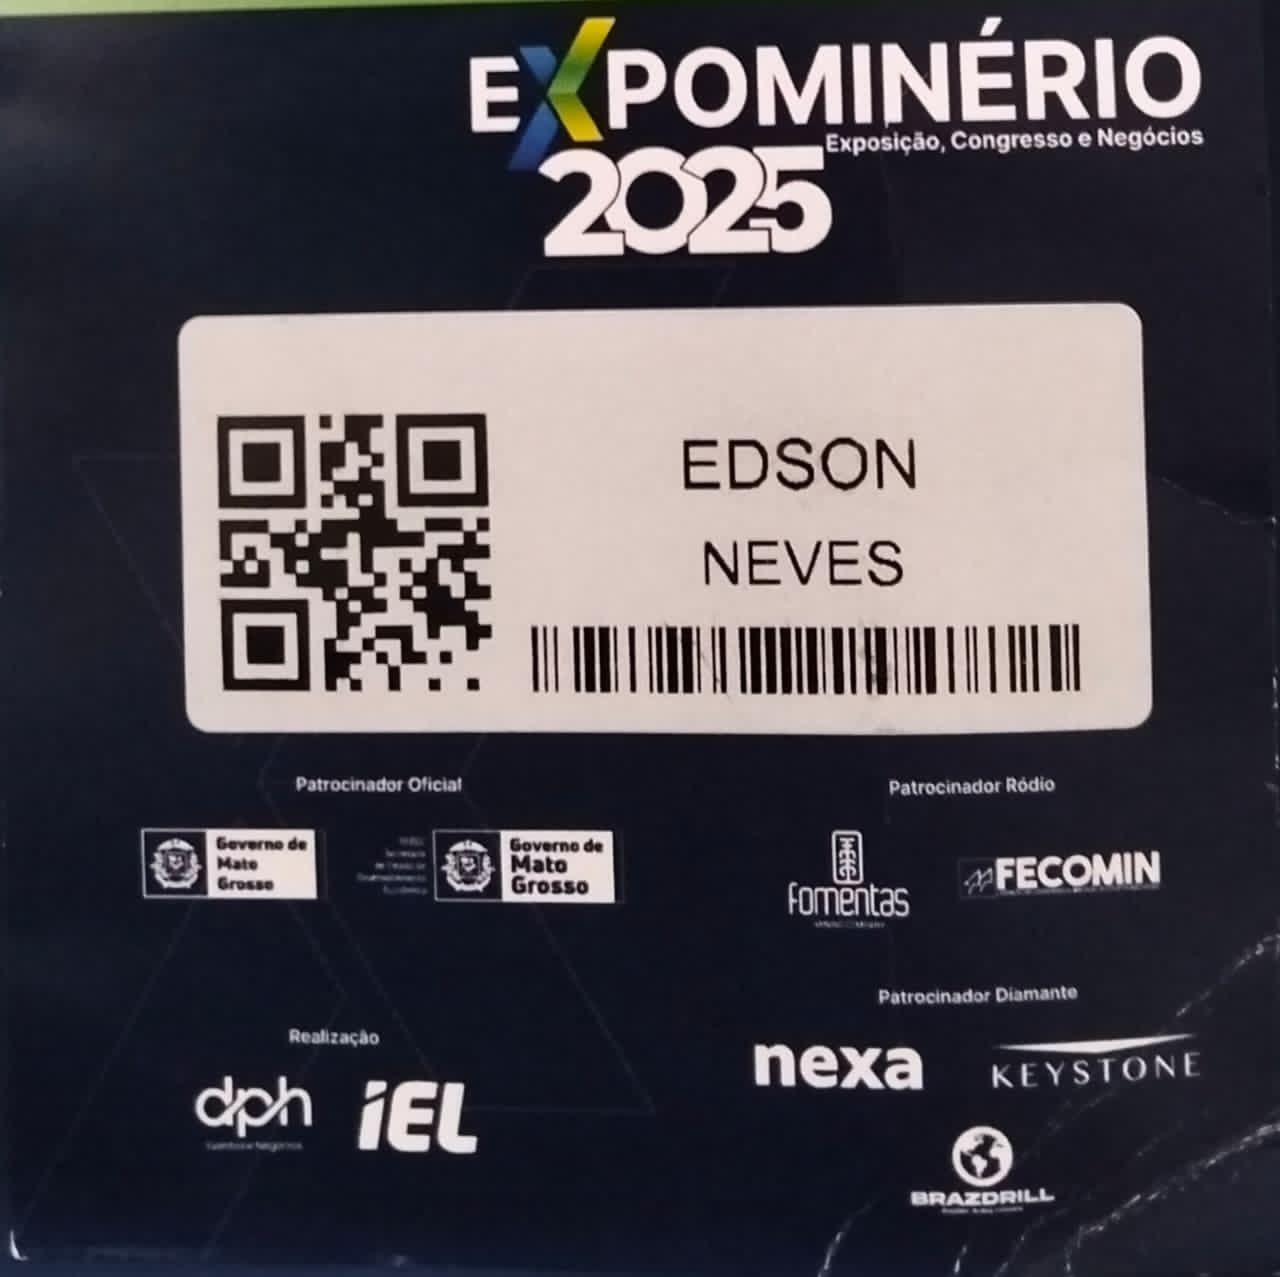 EXPOMINÉRIO
Exposição, Congresso e Negócios
2025
EDSON
NEVES
Patrocinador Oficial
Governo de
Mato
Grosso
Governo de
Mato
Grosso
Patrocinador Ródio
fomentas
FECOMIN
Patrocinador Diamante
nexa
KEYSTONE
BRAZDRILL
Realização
dph
iEL